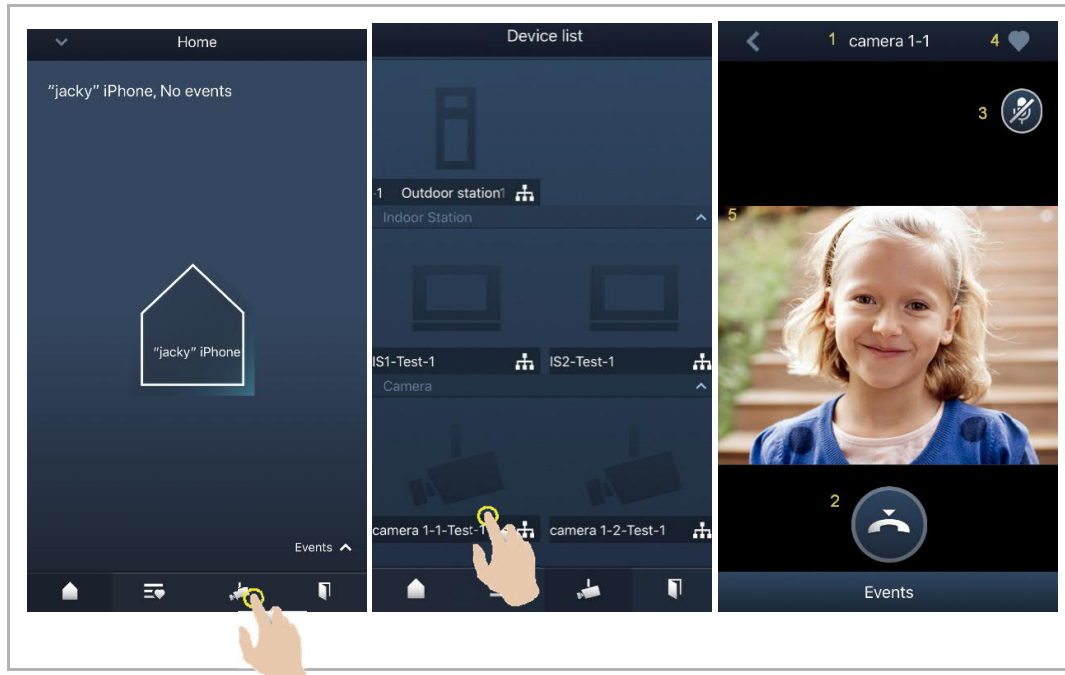 Home
"jacky" iPhone, No events
"jacky" iPhone
Events
Device list
-1 Outdoor station1
Indoor Station
IS1-Test-1
IS2-Test-1
Camera
camera 1-1-Test-1
camera 1-2-Test-1
1 camera 1-1 4
3
5
2
Events